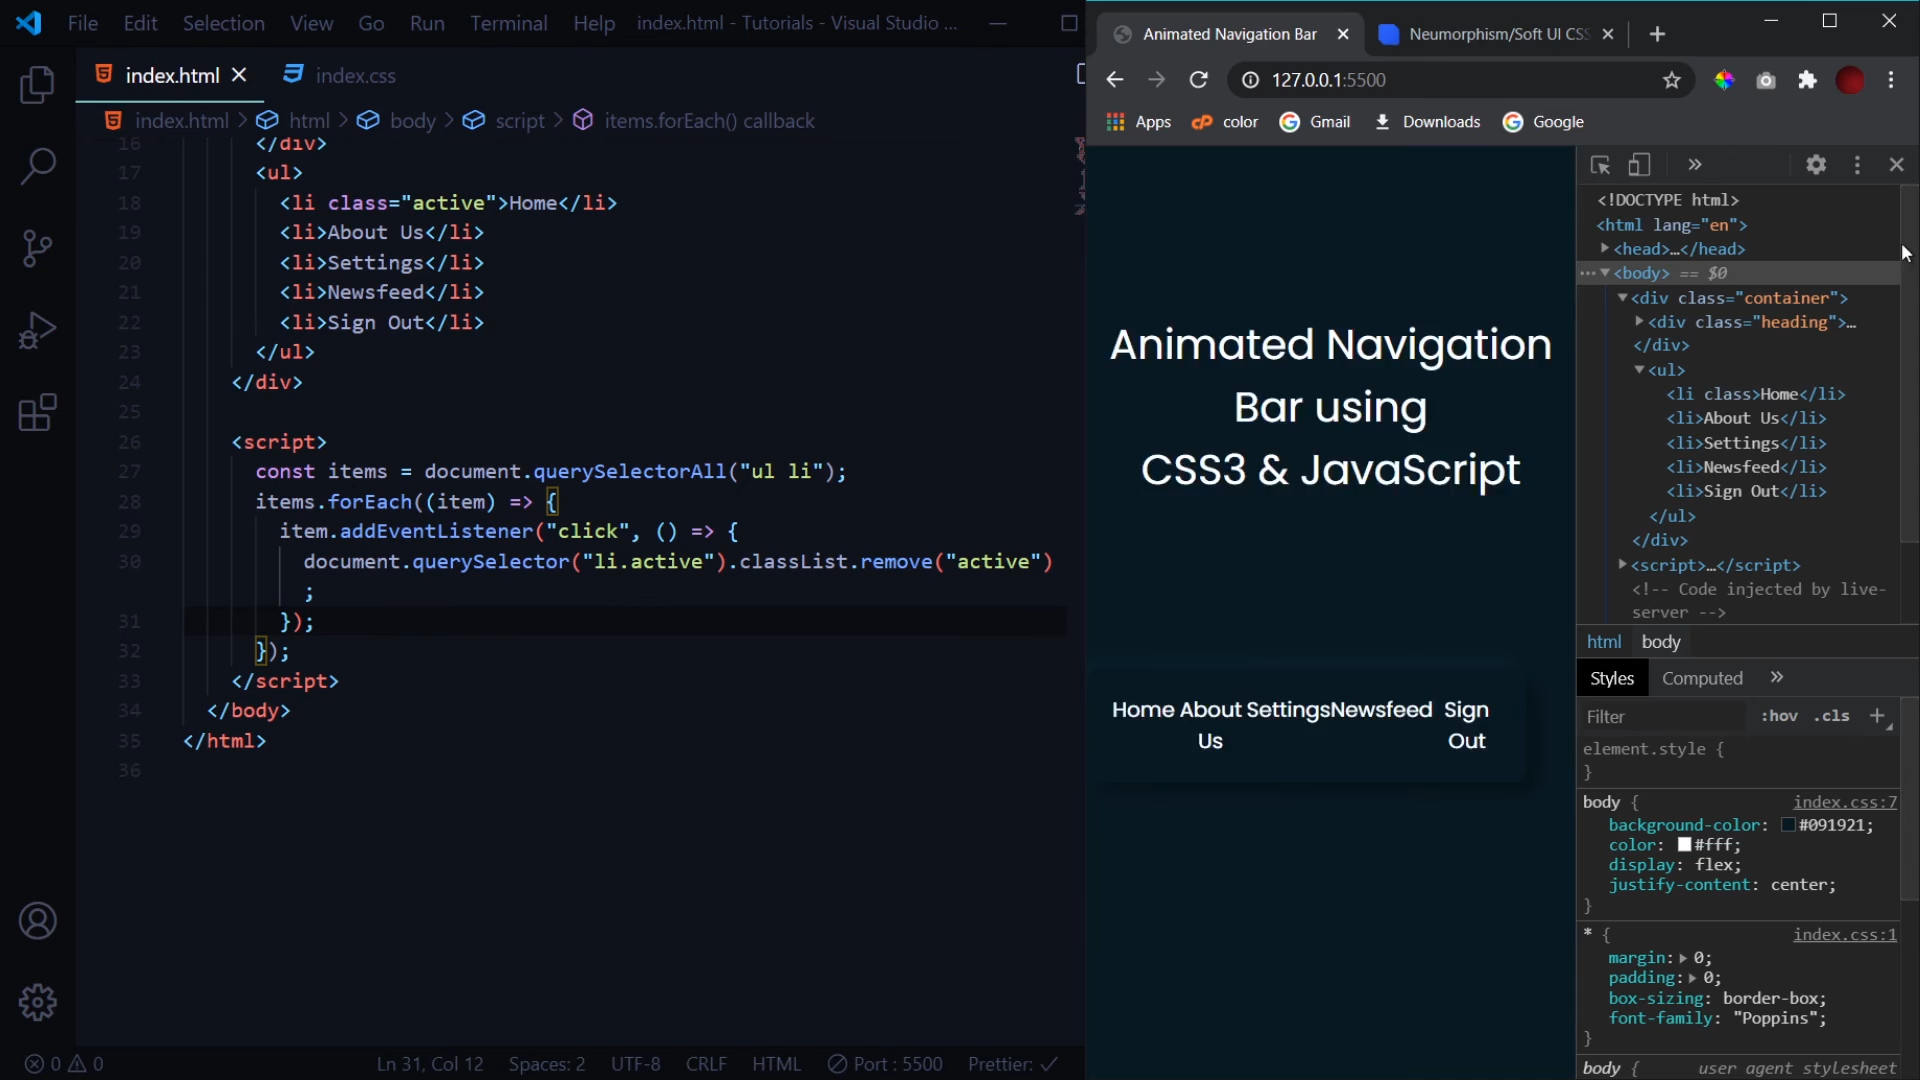 File Edit Selection View Go Run Terminal Help index.html - Tutorials - Visual Studio ...
index.html index.css
index.html > html > body > script > items.forEach() callback
16 </div>
17 <ul>
18 <li class="active">Home</li>
19 <li>About Us</li>
20 <li>Settings</li>
21 <li>Newsfeed</li>
22 <li>Sign Out</li>
23 </ul>
24 </div>
25
26 <script>
27 const items = document.querySelectorAll("ul li");
28 items.forEach((item) => {
29 item.addEventListener("click", () => {
30 document.querySelector("li.active").classList.remove("active")
;
31 });
32 });
33 </script>
34 </body>
35 </html>
36
0 0 Ln 31, Col 12 Spaces: 2 UTF-8 CRLF HTML Port : 5500 Prettier: ✓
Animated Navigation Bar Neumorphism/Soft UI CSS
127.0.0.1:5500
Apps color Gmail Downloads Google
Animated Navigation
Bar using
CSS3 & JavaScript
Home About Settings Newsfeed Sign
Us Out
<!DOCTYPE html>
<html lang="en">
<head>…</head>
<body> == $0
<div class="container">
<div class="heading">…
</div>
<ul>
<li class>Home</li>
<li>About Us</li>
<li>Settings</li>
<li>Newsfeed</li>
<li>Sign Out</li>
</ul>
</div>
<script>…</script>
<!-- Code injected by live-
server -->
html body
Styles Computed
Filter :hov .cls +
element.style {
}
body { index.css:7
background-color: #091921;
color: #fff;
display: flex;
justify-content: center;
}
* { index.css:1
margin: 0;
padding: 0;
box-sizing: border-box;
font-family: "Poppins";
}
body { user agent stylesheet